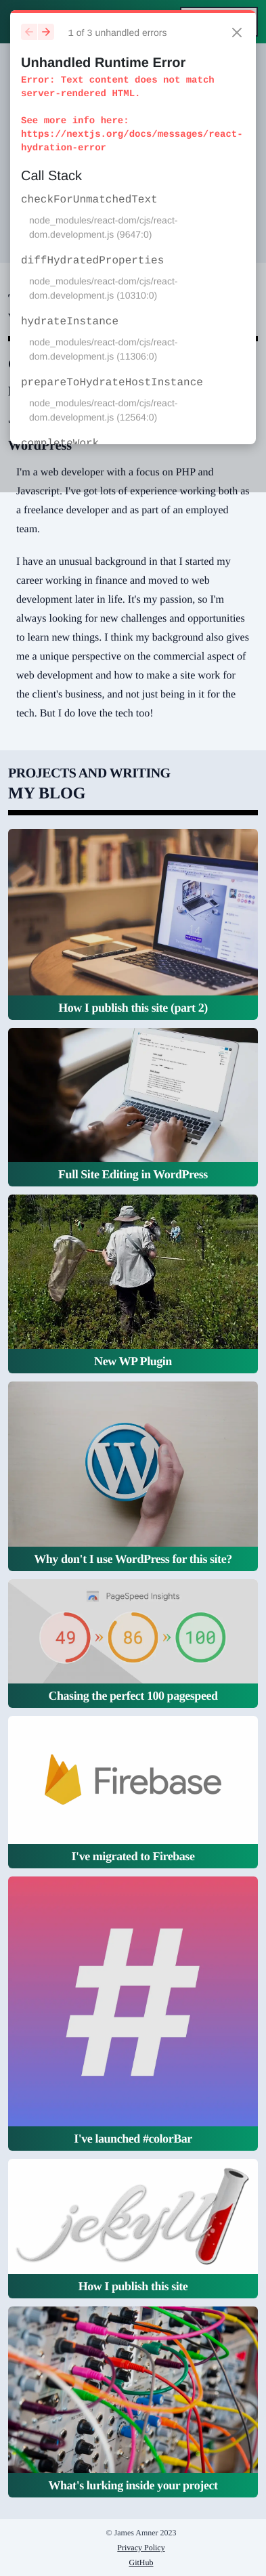 1 of 3 unhandled errors
Unhandled Runtime Error
Error: Text content does not match
server-rendered HTML.
See more info here:
https://nextjs.org/docs/messages/react-
hydration-error
Call Stack
checkForUnmatchedText
node_modules/react-dom/cjs/react-
dom.development.js (9647:0)
diffHydratedProperties
node_modules/react-dom/cjs/react-
dom.development.js (10310:0)
hydrateInstance
node_modules/react-dom/cjs/react-
dom.development.js (11306:0)
prepareToHydrateHostInstance
node_modules/react-dom/cjs/react-
dom.development.js (12564:0)
completeWork
WordPress
I'm a web developer with a focus on PHP and
Javascript. I've got lots of experience working both as
a freelance developer and as part of an employed
team.
I have an unusual background in that I started my
career working in finance and moved to web
development later in life. It's my passion, so I'm
always looking for new challenges and opportunities
to learn new things. I think my background also gives
me a unique perspective on the commercial aspect of
web development and how to make a site work for
the client's business, and not just being in it for the
tech. But I do love the tech too!
PROJECTS AND WRITING
MY BLOG
How I publish this site (part 2)
Full Site Editing in WordPress
New WP Plugin
Why don't I use WordPress for this site?
PageSpeed Insights
49 » 86 » 100
Chasing the perfect 100 pagespeed
Firebase
I've migrated to Firebase
#
I've launched #colorBar
jekyll
How I publish this site
What's lurking inside your project
© James Amner 2023
Privacy Policy
GitHub